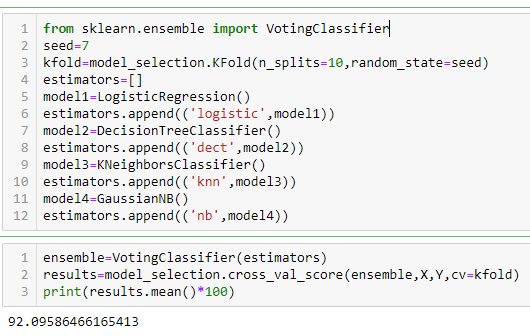 1 from sklearn.ensemble import VotingClassifier
2 seed=7
3 kfold=model_selection.KFold(n_splits=10,random_state=seed)
4 estimators=[]
5 model1=LogisticRegression()
6 estimators.append(('logistic',model1))
7 model2=DecisionTreeClassifier()
8 estimators.append(('dect',model2))
9 model3=KNeighborsClassifier()
10 estimators.append(('knn',model3))
11 model4=GaussianNB()
12 estimators.append(('nb',model4))
1 ensemble=VotingClassifier(estimators)
2 results=model_selection.cross_val_score(ensemble,X,Y,cv=kfold)
3 print(results.mean()*100)
92.09586466165413